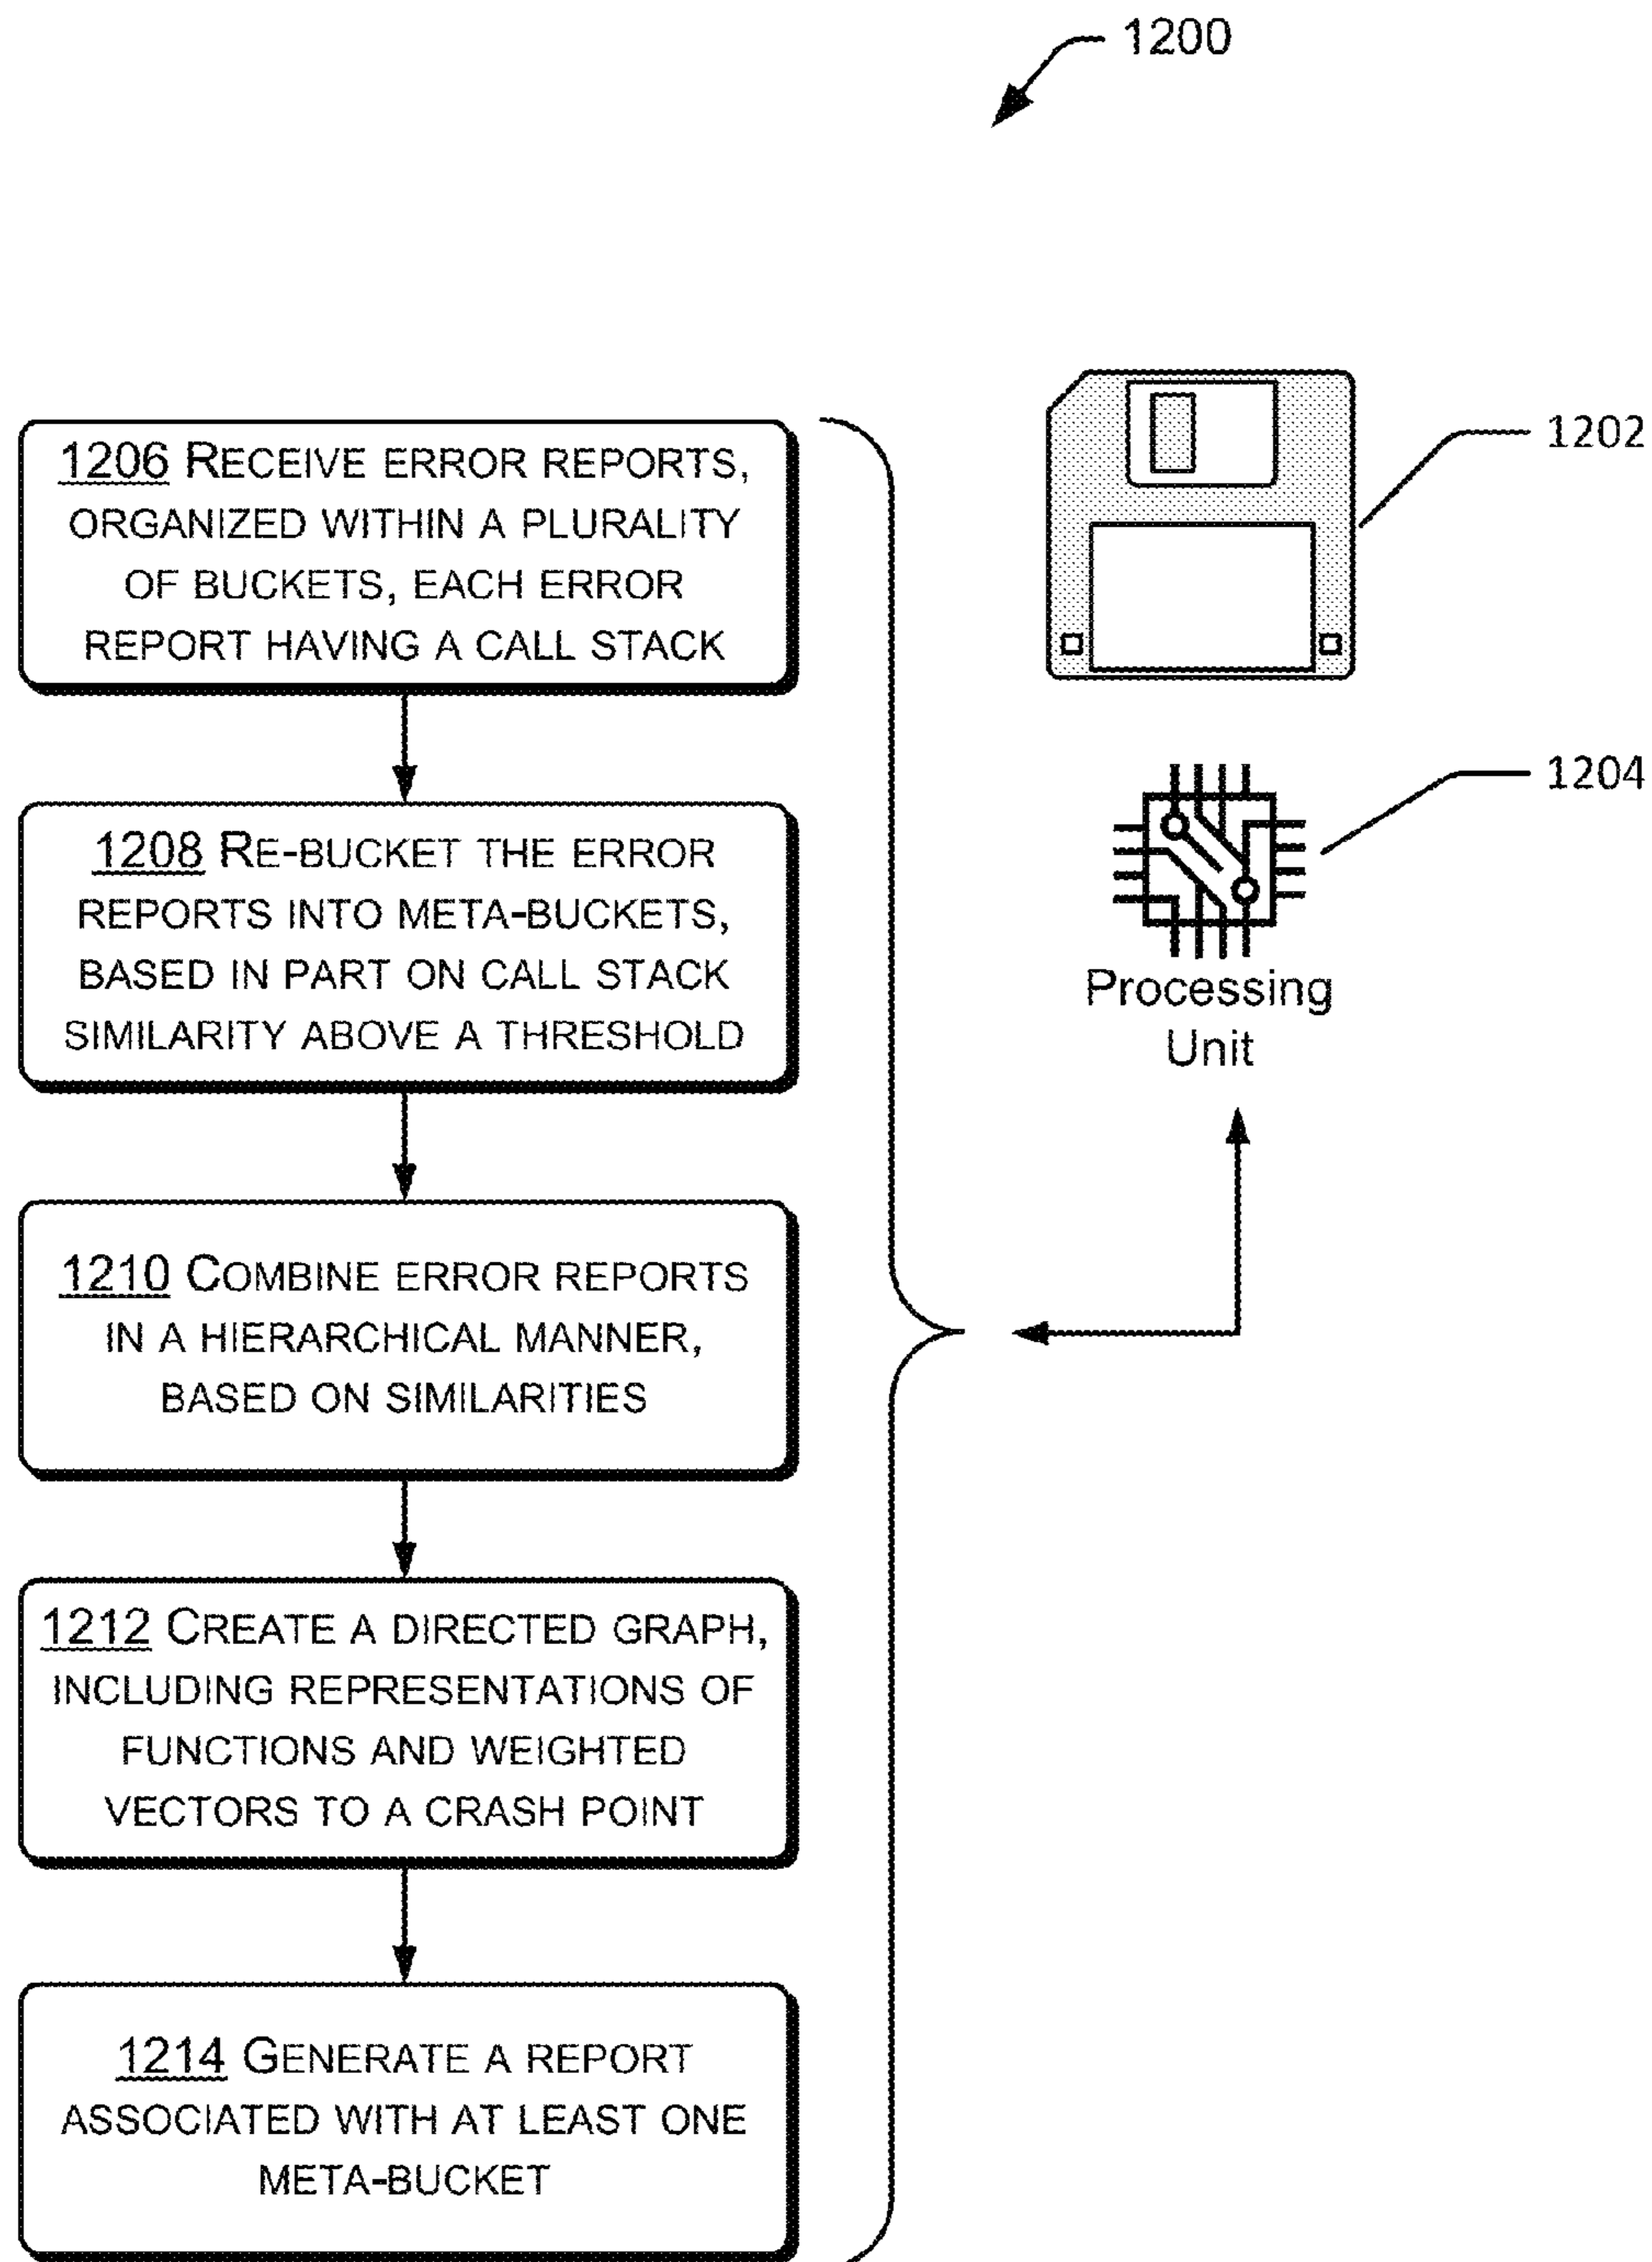 1200
1206 RECEIVE ERROR REPORTS,
ORGANIZED WITHIN A PLURALITY
OF BUCKETS, EACH ERROR
REPORT HAVING A CALL STACK
1202
1204
Processing
Unit
1208 RE-BUCKET THE ERROR
REPORTS INTO META-BUCKETS,
BASED IN PART ON CALL STACK
SIMILARITY ABOVE A THRESHOLD
1210 COMBINE ERROR REPORTS
IN A HIERARCHICAL MANNER,
BASED ON SIMILARITIES
1212 CREATE A DIRECTED GRAPH,
INCLUDING REPRESENTATIONS OF
FUNCTIONS AND WEIGHTED
VECTORS TO A CRASH POINT
1214 GENERATE A REPORT
ASSOCIATED WITH AT LEAST ONE
META-BUCKET